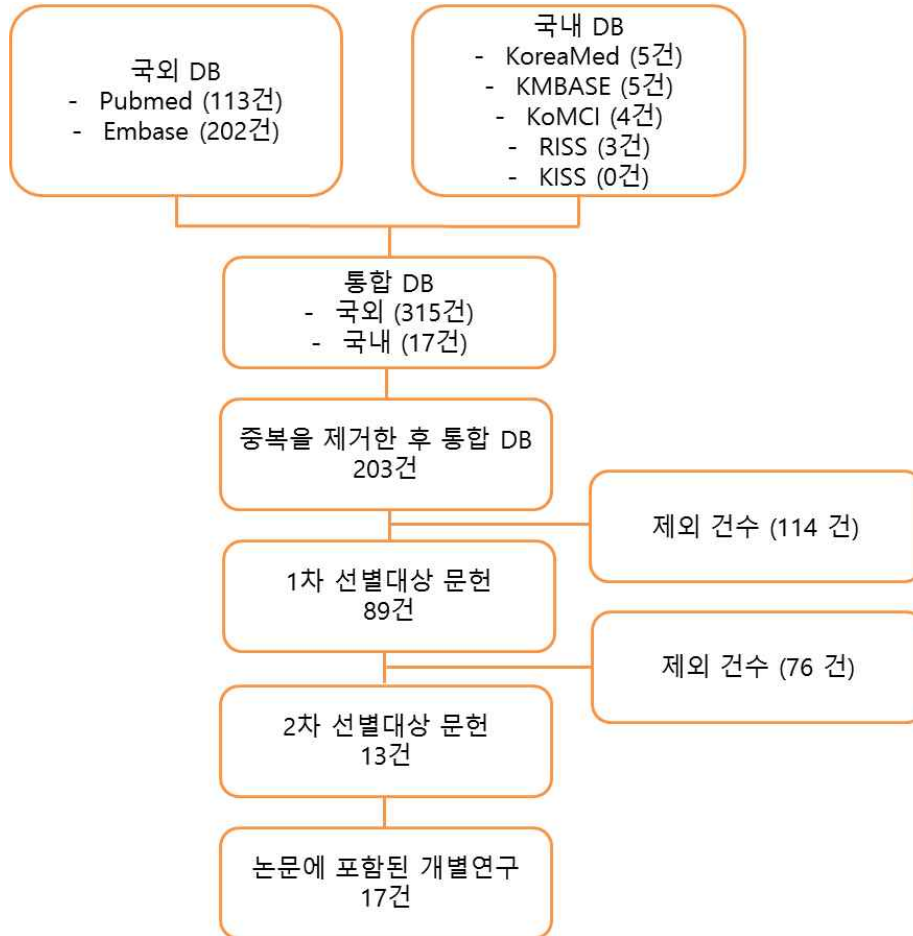 국외 DB
- Pubmed (113건)
- Embase (202건)
국내 DB
- KoreaMed (5건)
- KMBASE (5건)
- KoMCI (4건)
- RISS (3건)
- KISS (0건)
통합 DB
- 국외 (315건)
- 국내 (17건)
중복을 제거한 후 통합 DB
203건
제외 건수 (114 건)
1차 선별대상 문헌
89건
제외 건수 (76 건)
2차 선별대상 문헌
13건
논문에 포함된 개별연구
17건